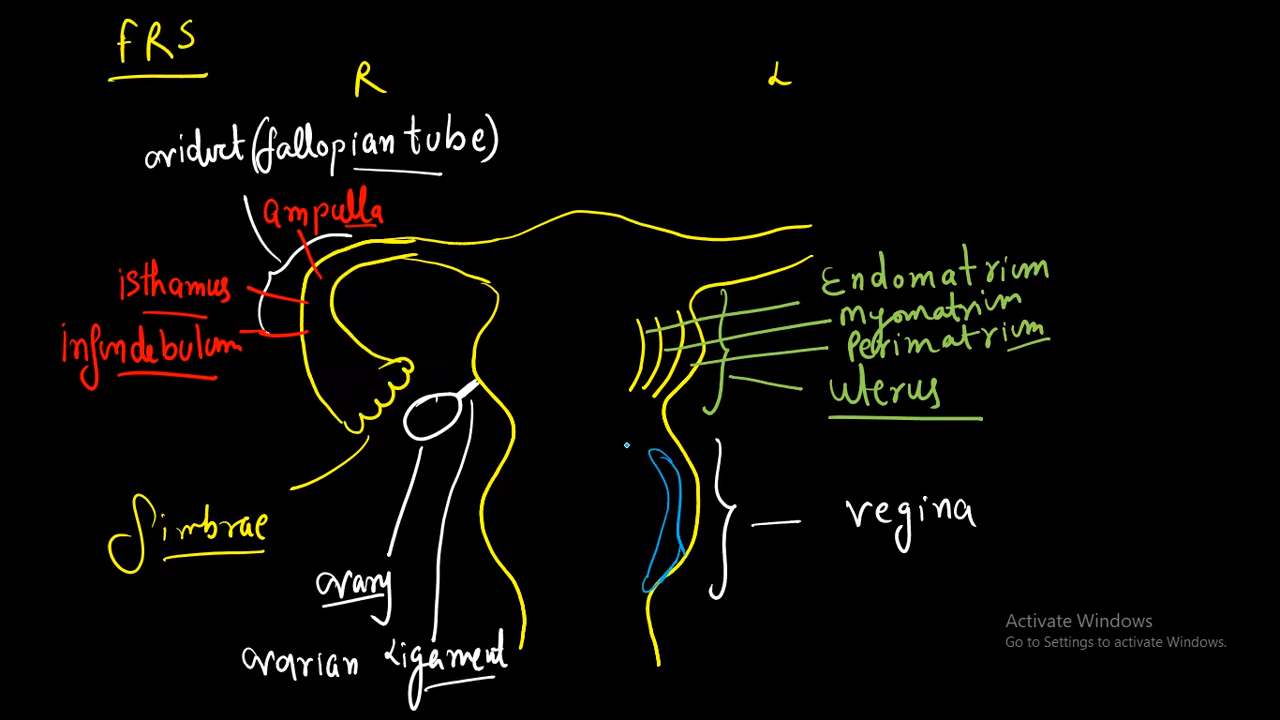 FRS
R
L
oviduct (fallopian tube)
ampulla
isthamus
infundebulum
Endomatrium
myomatrium
Perimatrium
uterus
fimbrae
vegina
ovary
ovarian Ligament
Activate Windows
Go to Settings to activate Windows.